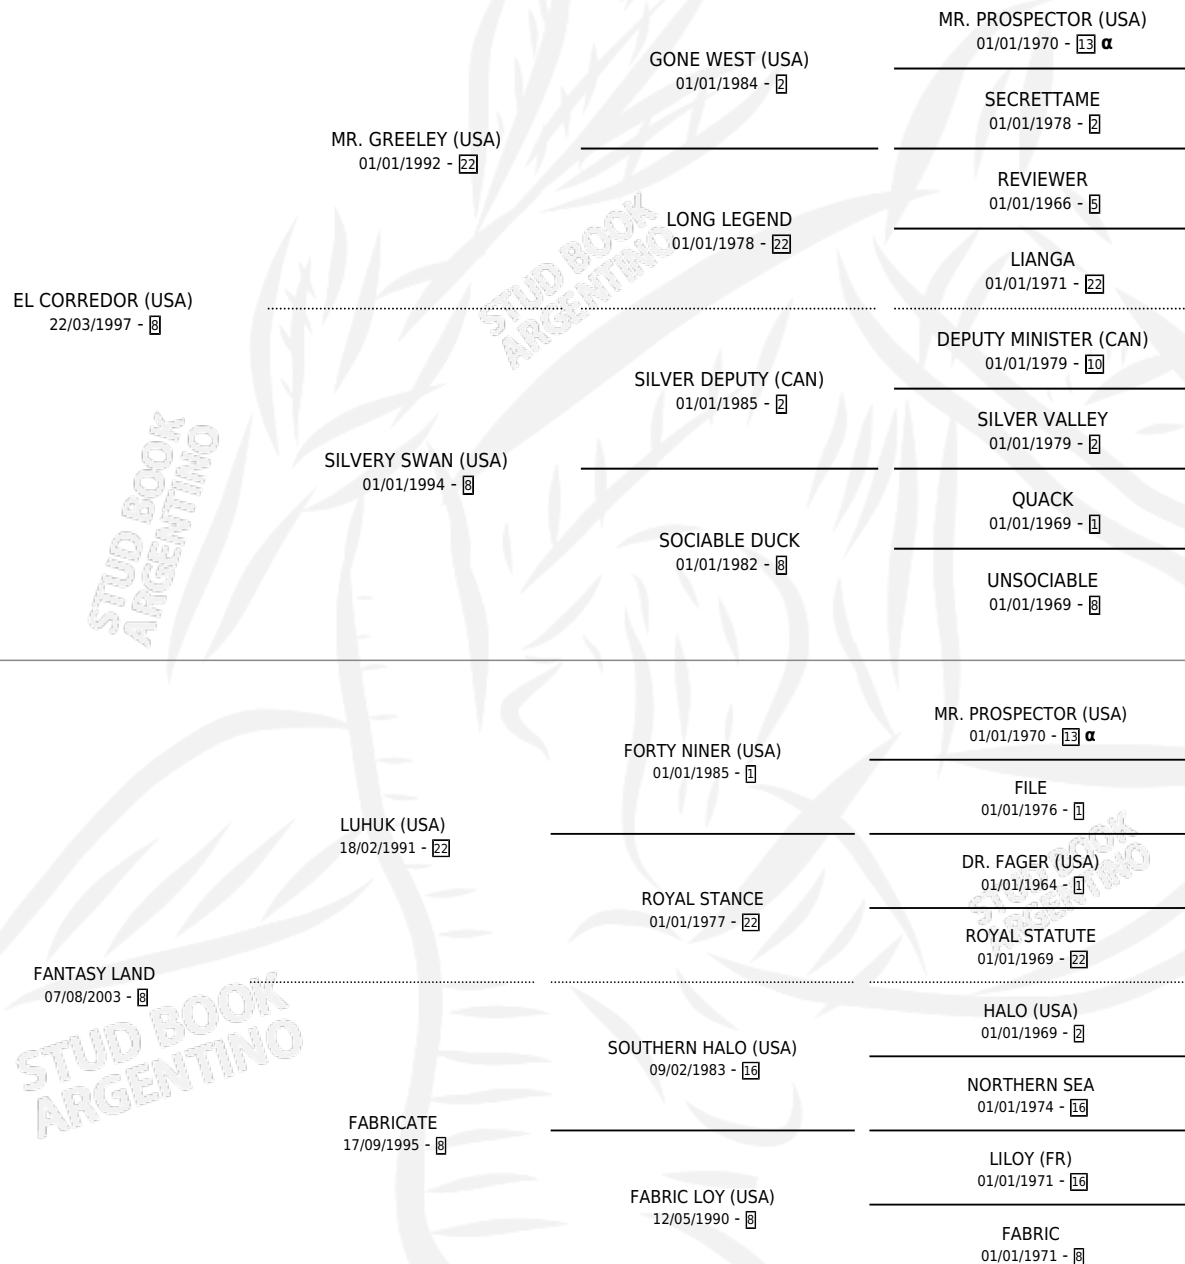 MR. PROSPECTOR (USA)
01/01/1970 - 13 α
GONE WEST (USA)
01/01/1984 - 2
SECRETTAME
01/01/1978 - 2
MR. GREELEY (USA)
01/01/1992 - 22
REVIEWER
01/01/1966 - 5
LONG LEGEND
01/01/1978 - 22
LIANGA
01/01/1971 - 22
EL CORREDOR (USA)
22/03/1997 - 8
DEPUTY MINISTER (CAN)
01/01/1979 - 10
SILVER DEPUTY (CAN)
01/01/1985 - 2
SILVER VALLEY
01/01/1979 - 2
SILVERY SWAN (USA)
01/01/1994 - 8
QUACK
01/01/1969 - 1
SOCIABLE DUCK
01/01/1982 - 8
UNSOCIABLE
01/01/1969 - 8
STUD BOOK
ARGENTINO
STUD BOOK
ARGENTINO
MR. PROSPECTOR (USA)
01/01/1970 - 13 α
FORTY NINER (USA)
01/01/1985 - 1
FILE
01/01/1976 - 1
LUHUK (USA)
18/02/1991 - 22
DR. FAGER (USA)
01/01/1964 - 1
ROYAL STANCE
01/01/1977 - 22
ROYAL STATUTE
01/01/1969 - 22
FANTASY LAND
07/08/2003 - 8
HALO (USA)
01/01/1969 - 2
SOUTHERN HALO (USA)
09/02/1983 - 16
NORTHERN SEA
01/01/1974 - 16
FABRICATE
17/09/1995 - 8
LILOY (FR)
01/01/1971 - 16
FABRIC LOY (USA)
12/05/1990 - 8
FABRIC
01/01/1971 - 8
STUD BOOK
ARGENTINO
STUD BOOK
ARGENTINO